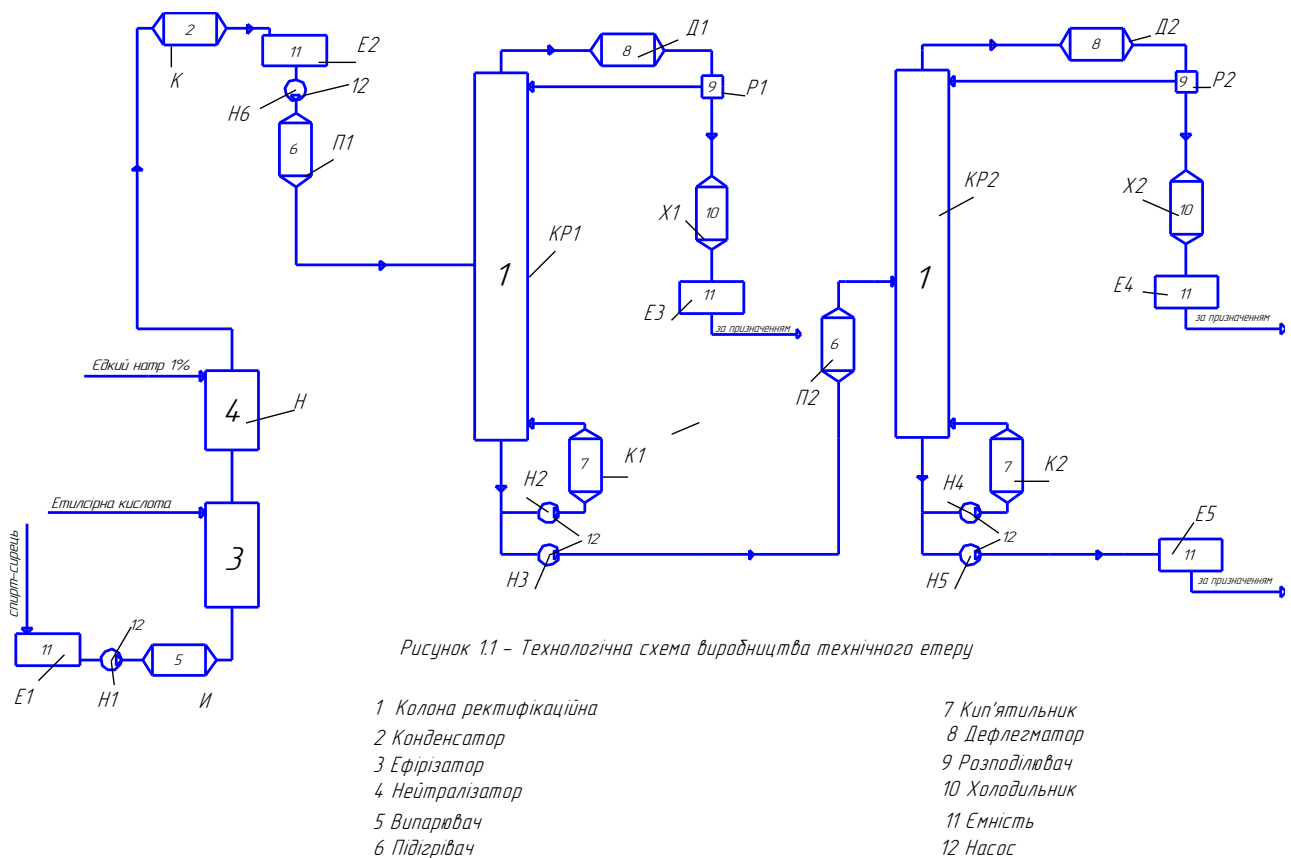 2
К
11
Е2
Н6
12
6
П1
8
Д1
9
Р1
10
Х1
11
Е3
за призначенням
1
КР1
7
К1
Н2
12
Н3
6
П2
8
Д2
9
Р2
10
Х2
11
Е4
за призначенням
1
КР2
7
К2
Н4
12
Н5
11
Е5
за призначенням
Едкий натр 1%
4
Н
Етилсірна кислота
3
спирт-сирець
11
Е1
12
Н1
5
И
Рисунок 1.1 – Технологічна схема виробництва технічного етеру
1 Колона ректифікаційна
2 Конденсатор
3 Ефірізатор
4 Нейтралізатор
5 Випарювач
6 Підігрівач
7 Кип'ятильник
8 Дефлегматор
9 Розподілювач
10 Холодильник
11 Емність
12 Насос